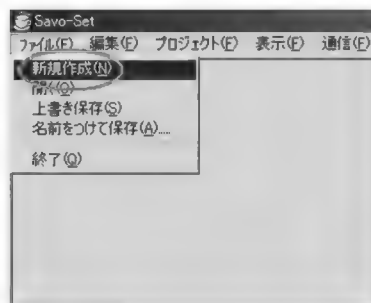 Savo-Set
ファイル(F) 編集(E) プロジェクト(F) 表示(F) 通信(F)
新規作成(N)
開く(O)
上書き保存(S)
名前をつけて保存(A).....
終了(Q)